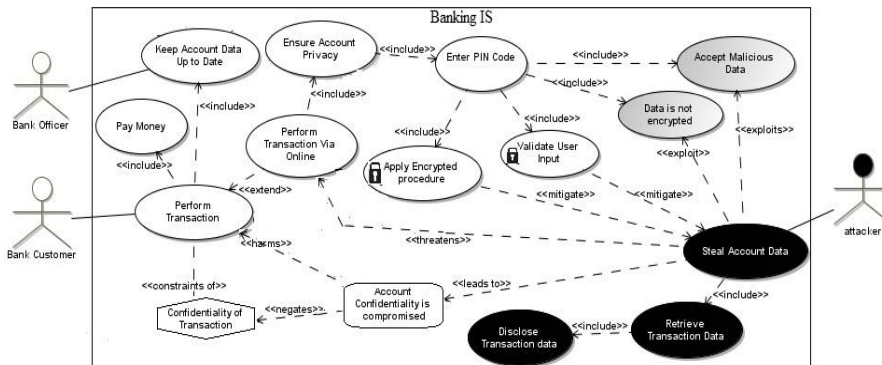 Banking IS
Keep Account Data
Up to Date
Ensure Account
Privacy
<<include>>
Enter PIN Code
<<include>>
Accept Malicious
Data
Bank Officer
<<include>>
<<include>>
<<include>>
Data is not
encrypted
Pay Money
Perform
Transaction Via
Online
<<include>>
<<include>>
Validate User
Input
<<exploits>>
<<exploit>>
<<include>>
Apply Encrypted
procedure
<<extend>>
<<mitigate>>
<<mitigate>>
Perform
Transaction
Bank Customer
<<harms>>
<<threatens>>
Steal Account Data
attacker
<<constraints of>>
<<leads to>>
<<include>>
Confidentiality of
Transaction
<<negates>>
Account
Confidentiality is
compromised
Disclose
Transaction data
<<include>>
Retrieve
Transaction Data